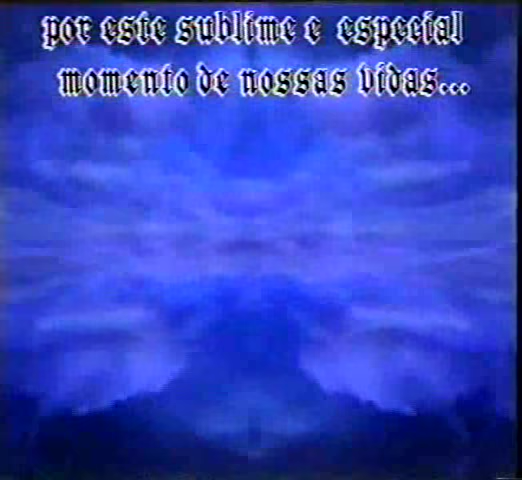 por este sublime e especial
momento de nossas vidas...